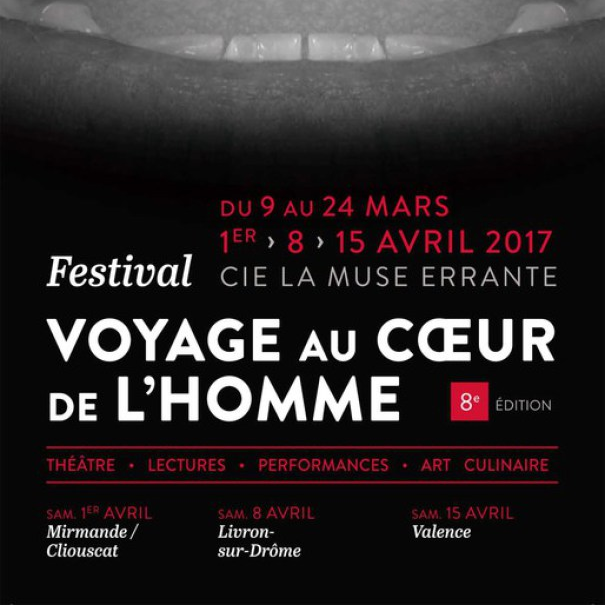 DU 9 AU 24 MARS
1ER › 8 › 15 AVRIL 2017
Festival CIE LA MUSE ERRANTE
VOYAGE AU CŒUR
DE L'HOMME 8e ÉDITION
THÉÂTRE • LECTURES • PERFORMANCES • ART CULINAIRE
SAM. 1ER AVRIL
Mirmande /
Cliouscat
SAM. 8 AVRIL
Livron-
sur-Drôme
SAM. 15 AVRIL
Valence